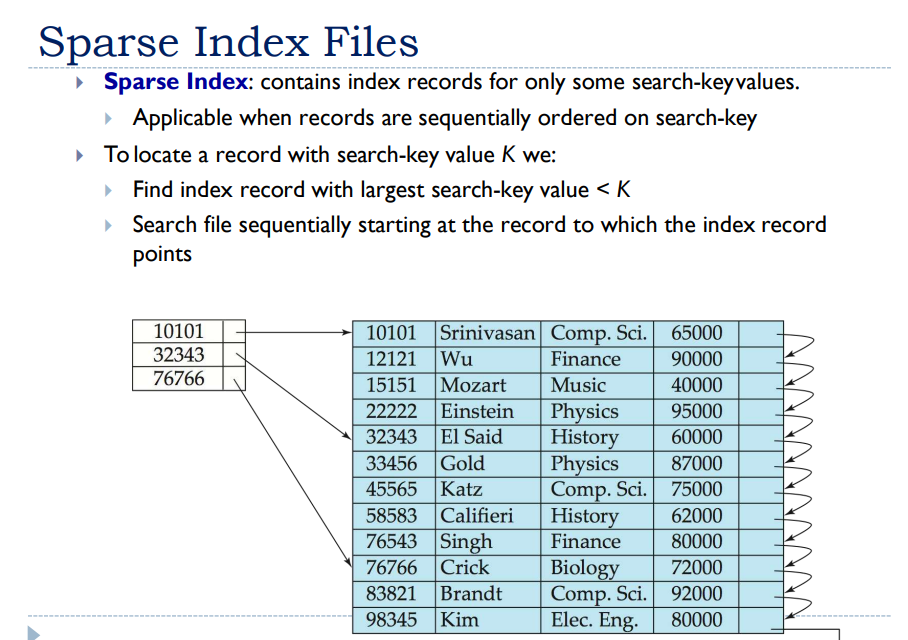 Sparse Index Files
Sparse Index: contains index records for only some search-keyvalues.
Applicable when records are sequentially ordered on search-key
To locate a record with search-key value K we:
Find index record with largest search-key value < K
Search file sequentially starting at the record to which the index record
points
10101
32343
76766
10101 Srinivasan Comp. Sci. 65000
12121 Wu Finance 90000
15151 Mozart Music 40000
22222 Einstein Physics 95000
32343 El Said History 60000
33456 Gold Physics 87000
45565 Katz Comp. Sci. 75000
58583 Califieri History 62000
76543 Singh Finance 80000
76766 Crick Biology 72000
83821 Brandt Comp. Sci. 92000
98345 Kim Elec. Eng. 80000